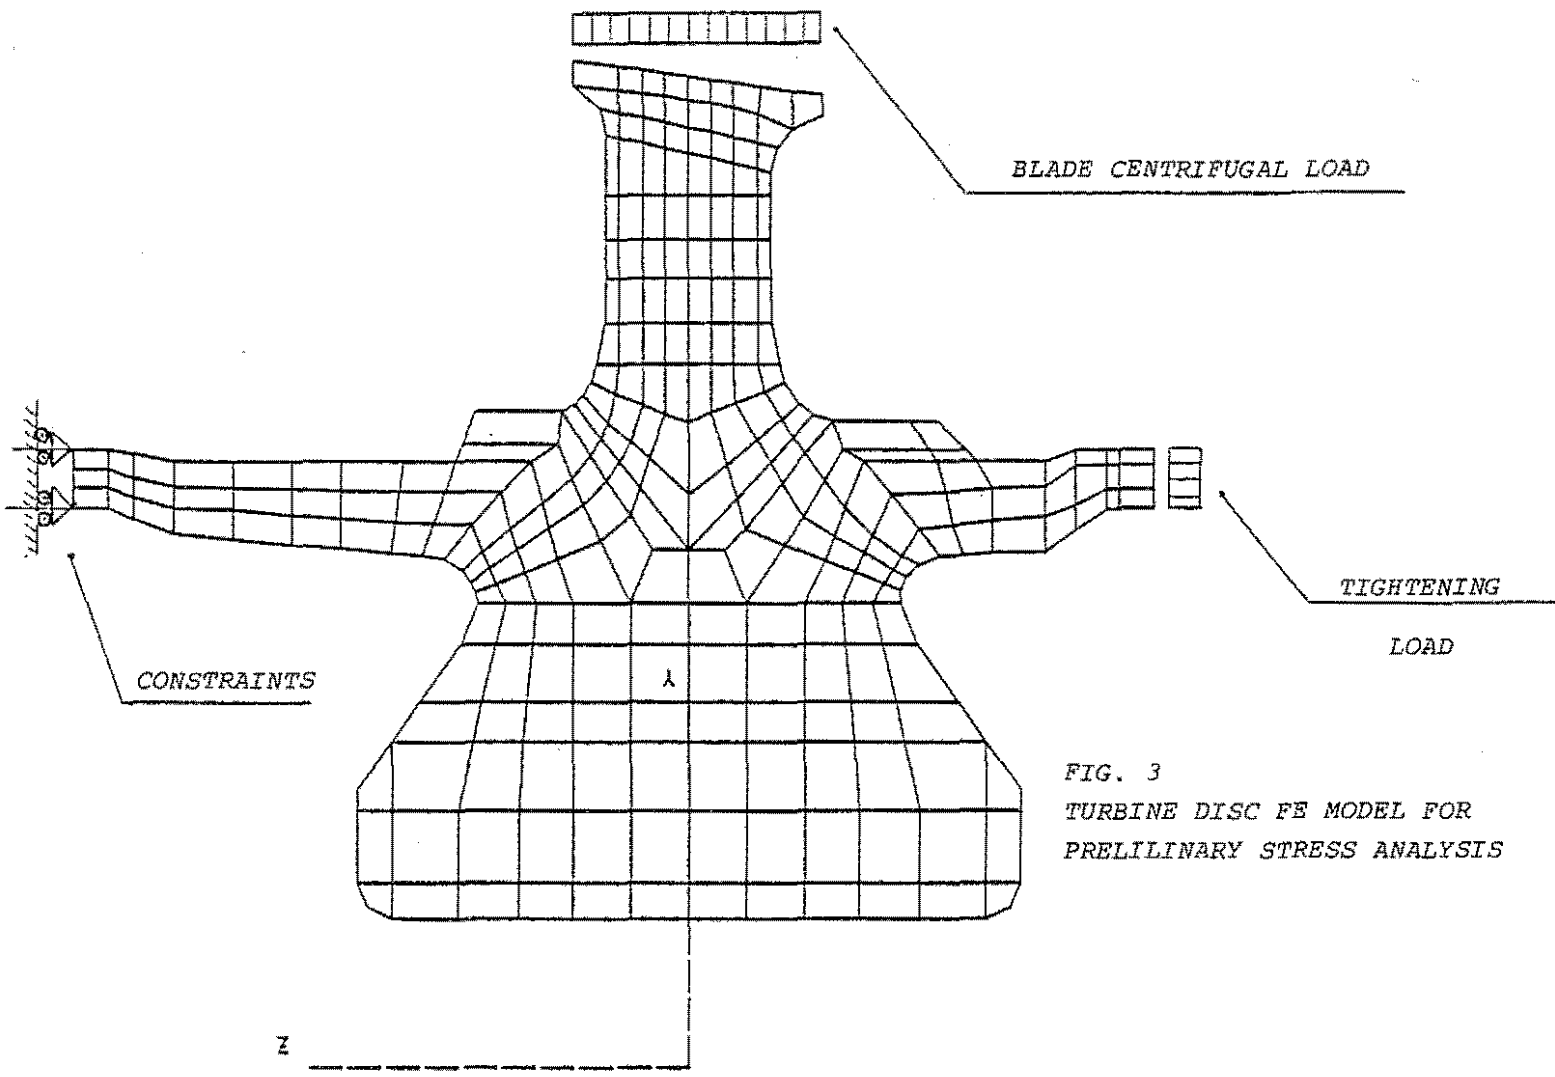 BLADE CENTRIFUGAL LOAD
TIGHTENING
LOAD
CONSTRAINTS
Y
FIG. 3
TURBINE DISC FE MODEL FOR
PRELILINARY STRESS ANALYSIS
Z